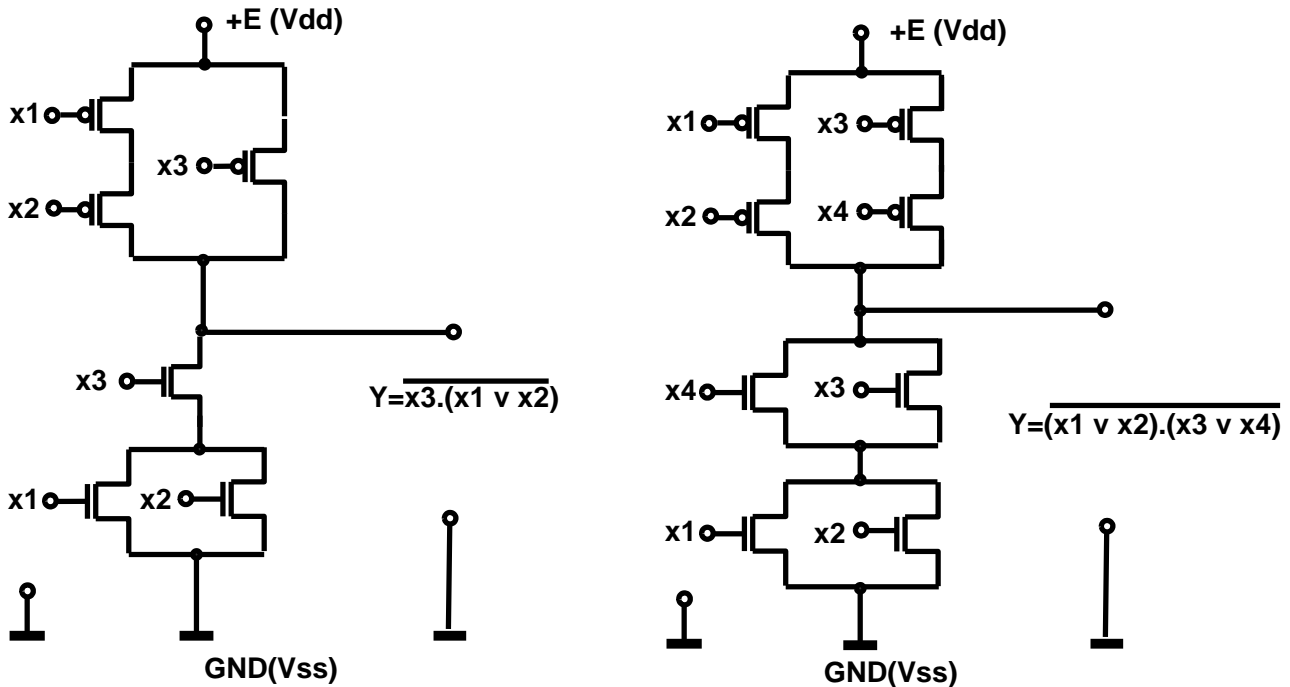 +E (Vdd)
x1
x3
x2
x3
Y=x3.(x1 v x2)
x1
x2
GND(Vss)
+E (Vdd)
x1
x3
x2
x4
x4
x3
Y=(x1 v x2).(x3 v x4)
x1
x2
GND(Vss)